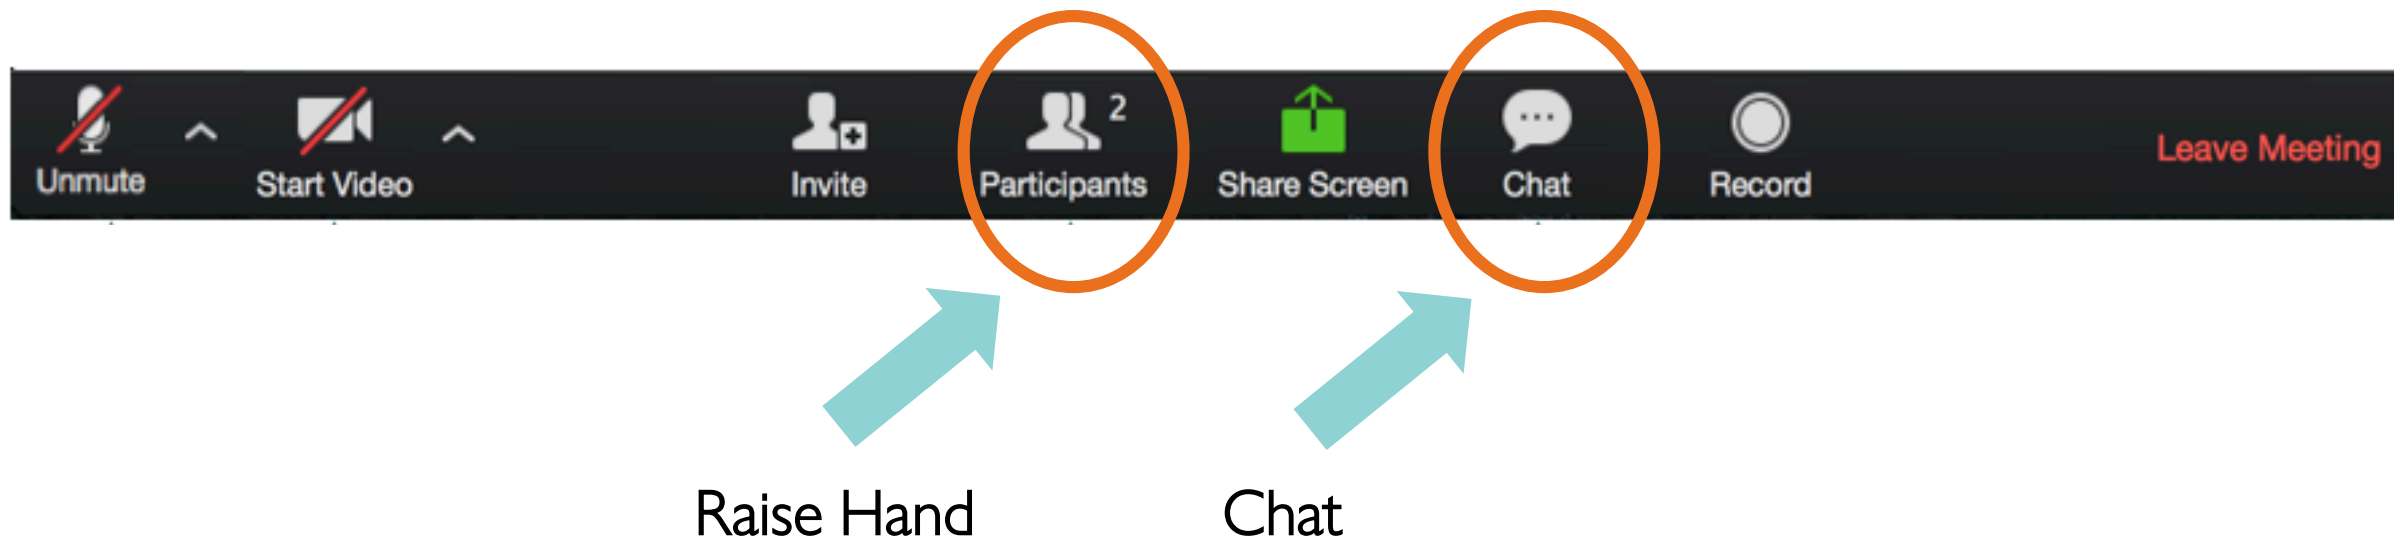 2
Unmute
Start Video
Invite
Participants
Share Screen
Chat
Record
Leave Meeting
Raise Hand
Chat